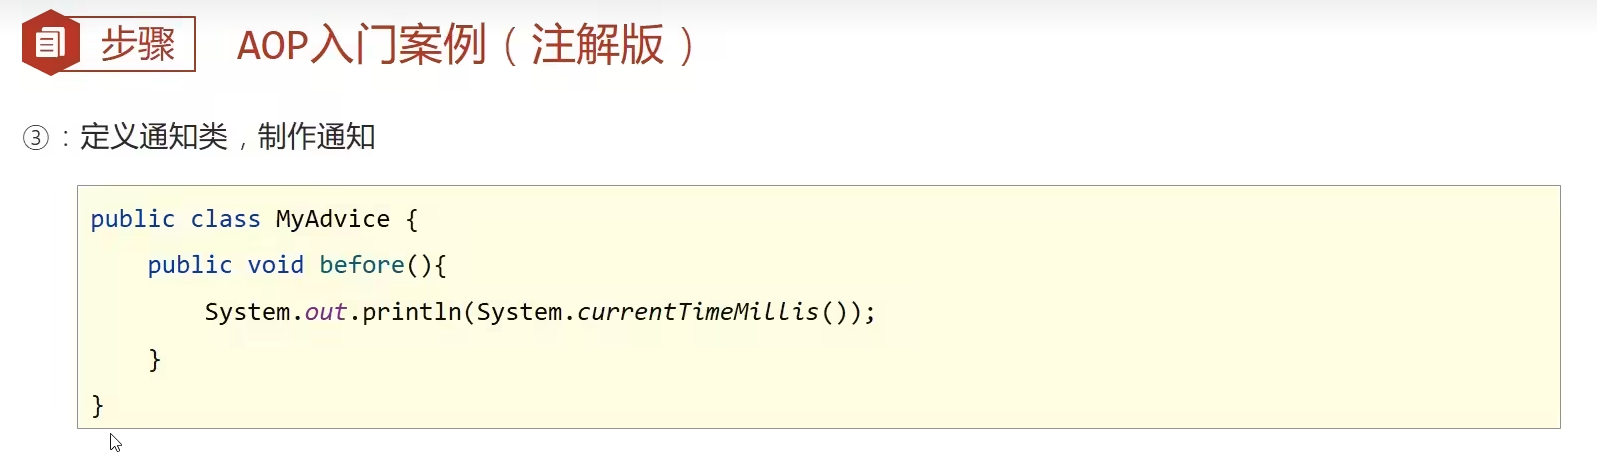 步骤 AOP入门案例（注解版）
③：定义通知类，制作通知
public class MyAdvice {
    public void before(){
        System.out.println(System.currentTimeMillis());
    }
}